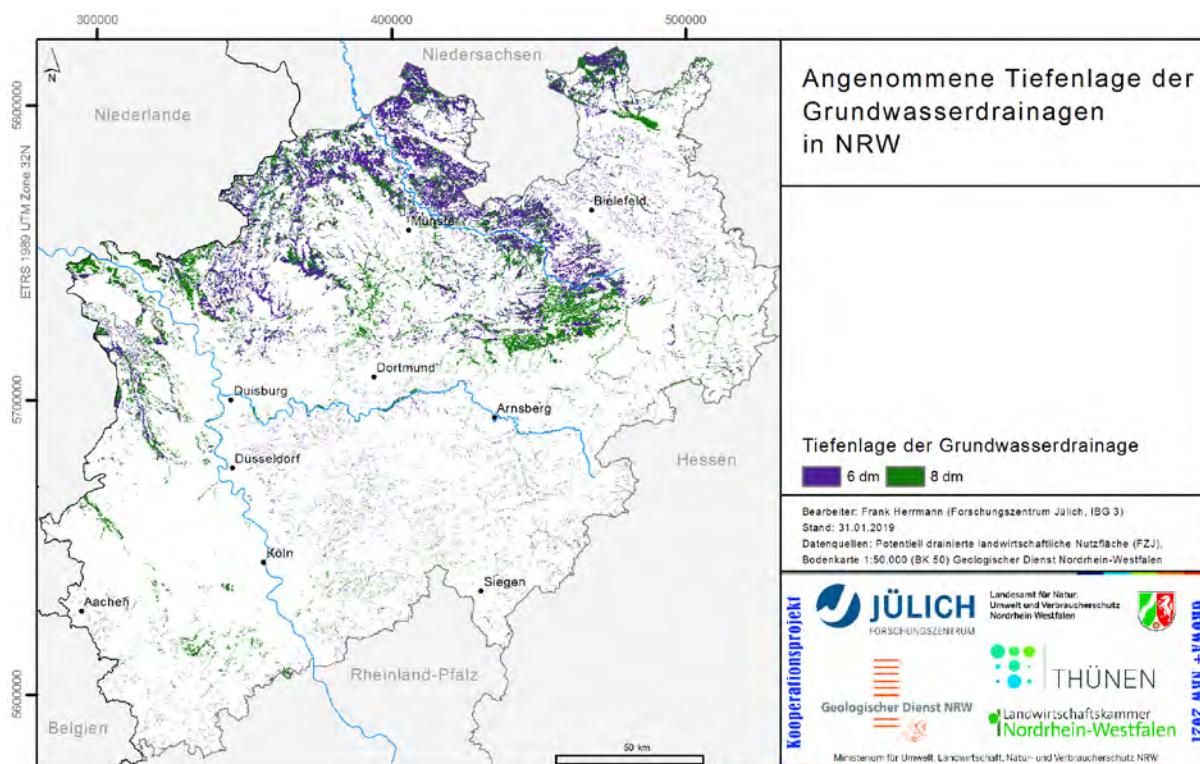 300000
400000
500000
Niedersachsen
N
Niederlande
5800000
ETRS 1989 UTM Zone 32N
Bielefeld
Münster
Dortmund
Duisburg
5700000
Arnsberg
Düsseldorf
Hessen
Köln
Siegen
Aachen
Rheinland-Pfalz
5600000
Belgien
50 km
Angenommene Tiefenlage der
Grundwasserdrainagen
in NRW
Tiefenlage der Grundwasserdrainage
6 dm 8 dm
Bearbeiter: Frank Herrmann (Forschungszentrum Jülich, IBG 3)
Stand: 31.01.2019
Datenquellen: Potentiell drainierte landwirtschaftliche Nutzfläche (FZJ),
Bodenkarte 1:50.000 (BK 50) Geologischer Dienst Nordrhein-Westfalen
Kooperationsprojekt
JÜLICH
FORSCHUNGSZENTRUM
Landesamt für Natur,
Umwelt und Verbraucherschutz
Nordrhein-Westfalen
GROWA+ NRW 2021
THÜNEN
Geologischer Dienst NRW
Landwirtschaftskammer
Nordrhein-Westfalen
Ministerium für Umwelt, Landwirtschaft, Natur- und Verbraucherschutz NRW